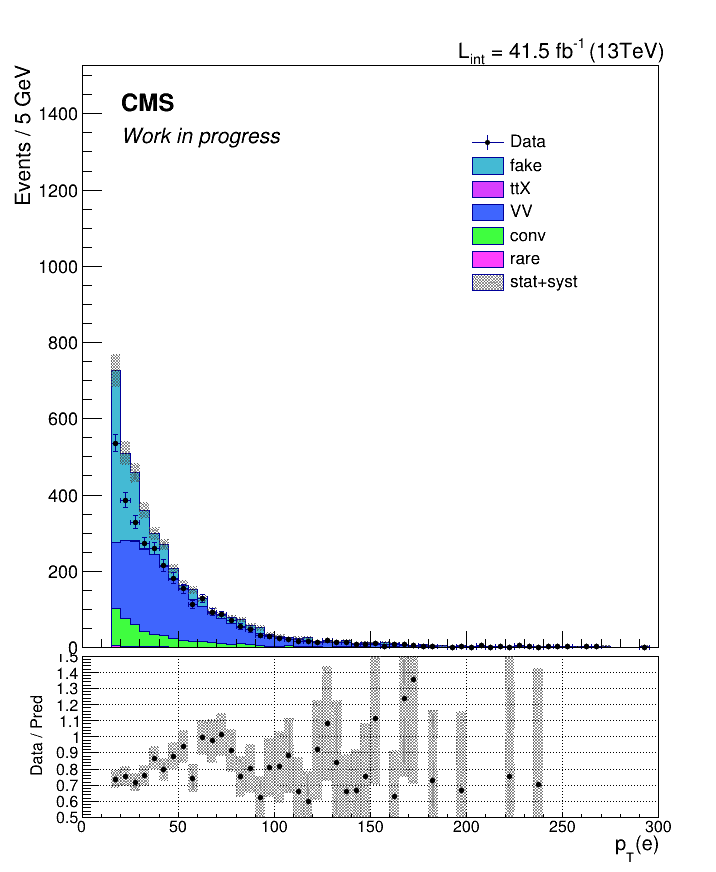 L_int = 41.5 fb^-1 (13TeV)
Events / 5 GeV
CMS
Work in progress
1400
1200
1000
800
600
400
200
0
Data
fake
ttX
VV
conv
rare
stat+syst
Data / Pred
1.5
1.4
1.3
1.2
1.1
1
0.9
0.8
0.7
0.6
0.5
0 50 100 150 200 250 300
p_T(e)